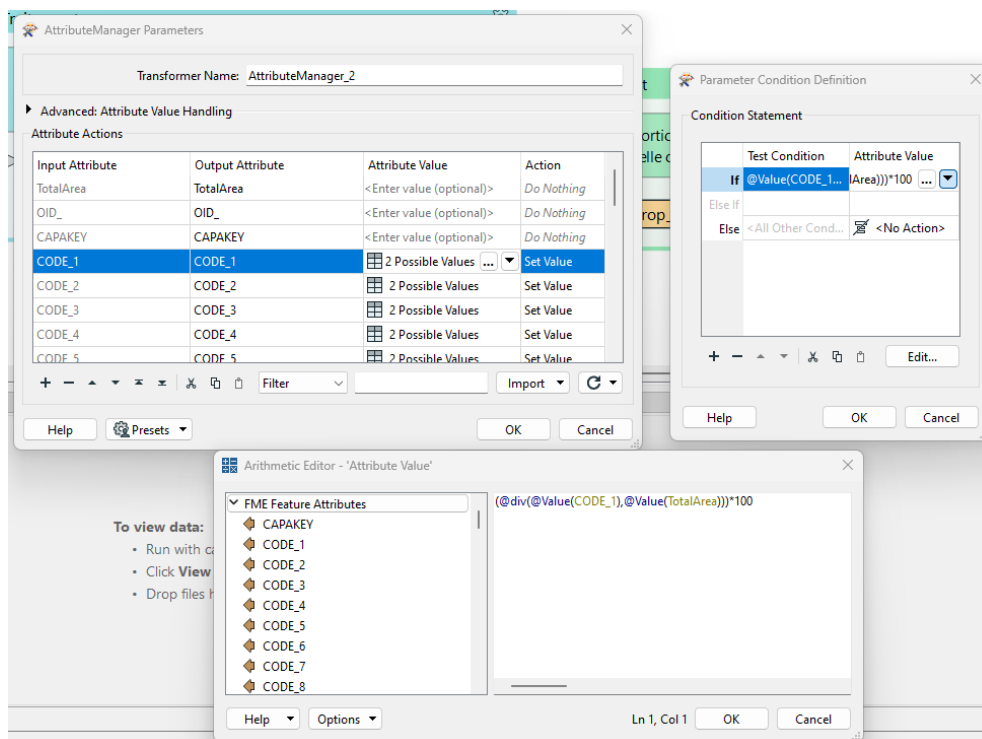 AttributeManager Parameters
Transformer Name: AttributeManager_2
Advanced: Attribute Value Handling
Attribute Actions
Input Attribute Output Attribute Attribute Value Action
TotalArea TotalArea <Enter value (optional)> Do Nothing
OID_ OID_ <Enter value (optional)> Do Nothing
CAPAKEY CAPAKEY <Enter value (optional)> Do Nothing
CODE_1 CODE_1 2 Possible Values ... Set Value
CODE_2 CODE_2 2 Possible Values Set Value
CODE_3 CODE_3 2 Possible Values Set Value
CODE_4 CODE_4 2 Possible Values Set Value
CODE_5 CODE_5 2 Possible Values Set Value
Filter Import
Help Presets OK Cancel
Parameter Condition Definition
Condition Statement
Test Condition Attribute Value
If @Value(CODE_1... lArea)))*100 ...
Else If
Else <All Other Cond... <No Action>
Edit...
Help OK Cancel
Arithmetic Editor - 'Attribute Value'
FME Feature Attributes
CAPAKEY
CODE_1
CODE_2
CODE_3
CODE_4
CODE_5
CODE_6
CODE_7
CODE_8
(@div(@Value(CODE_1),@Value(TotalArea)))*100
Help Options Ln 1, Col 1 OK Cancel
To view data:
• Run with ca
• Click View
• Drop files h